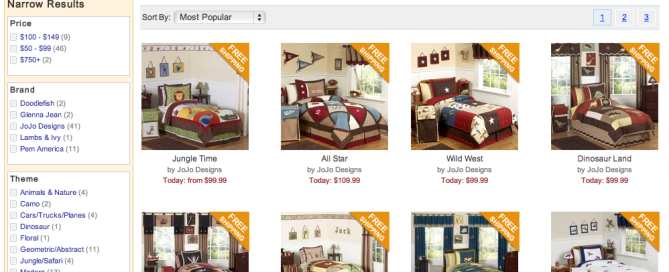 Narrow Results
Price
$100 - $149 (9)
$50 - $99 (46)
$750+ (2)
Brand
Doodlefish (2)
Glenna Jean (2)
JoJo Designs (41)
Lambs & Ivy (1)
Pem America (11)
Theme
Animals & Nature (4)
Camo (2)
Cars/Trucks/Planes (4)
Dinosaur (1)
Floral (1)
Geometric/Abstract (11)
Jungle/Safari (4)
Modern (13)
Sort By: Most Popular
1 2 3
FREE SHIPPING
FREE SHIPPING
FREE SHIPPING
FREE SHIPPING
Jungle Time
by JoJo Designs
Today: from $99.99
All Star
by JoJo Designs
Today: $109.99
Wild West
by JoJo Designs
Today: $99.99
Dinosaur Land
by JoJo Designs
Today: $99.99
FREE SHIPPING
FREE SHIPPING
Jack
FREE SHIPPING
FREE SHIPPING